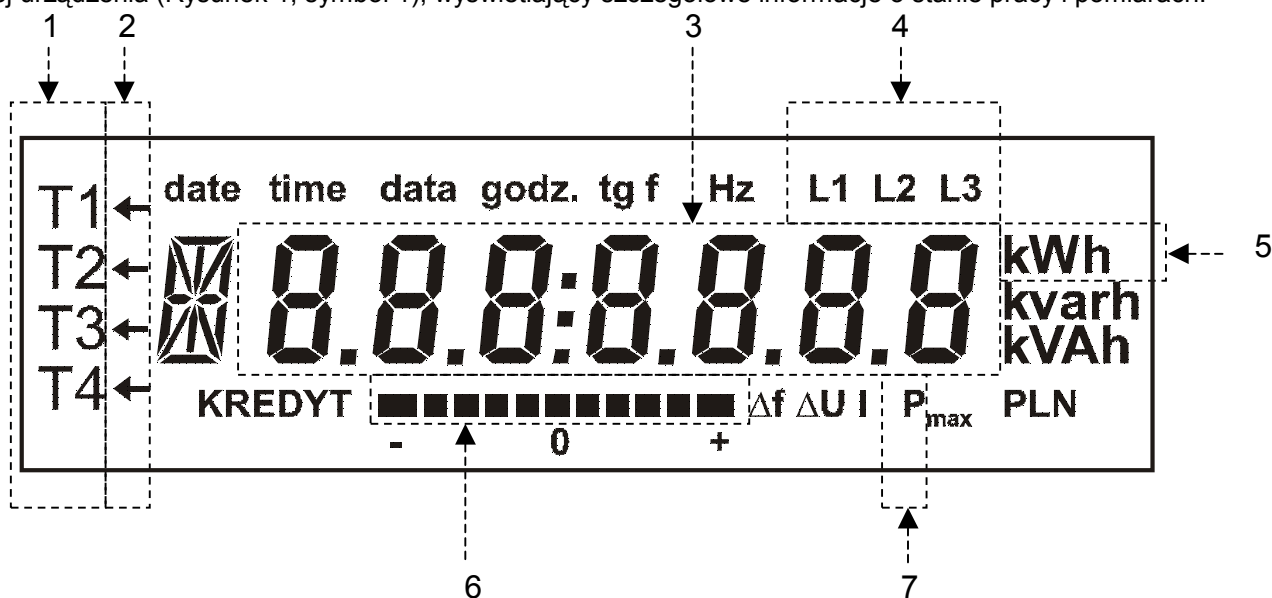 urządzenia (Rysunek 1, symbol 1), wyświetlający szczegółowe informacje o stanie pracy i pomiarach.
1 2 3 4
date time data godz. tg f Hz L1 L2 L3
T1 ←
T2 ← 8.8.8:8.8.8.8 kWh 5
T3 ← kvarh
kVAh
T4 ← KREDYT Δf ΔU I Pmax PLN
- 0 +
6 7